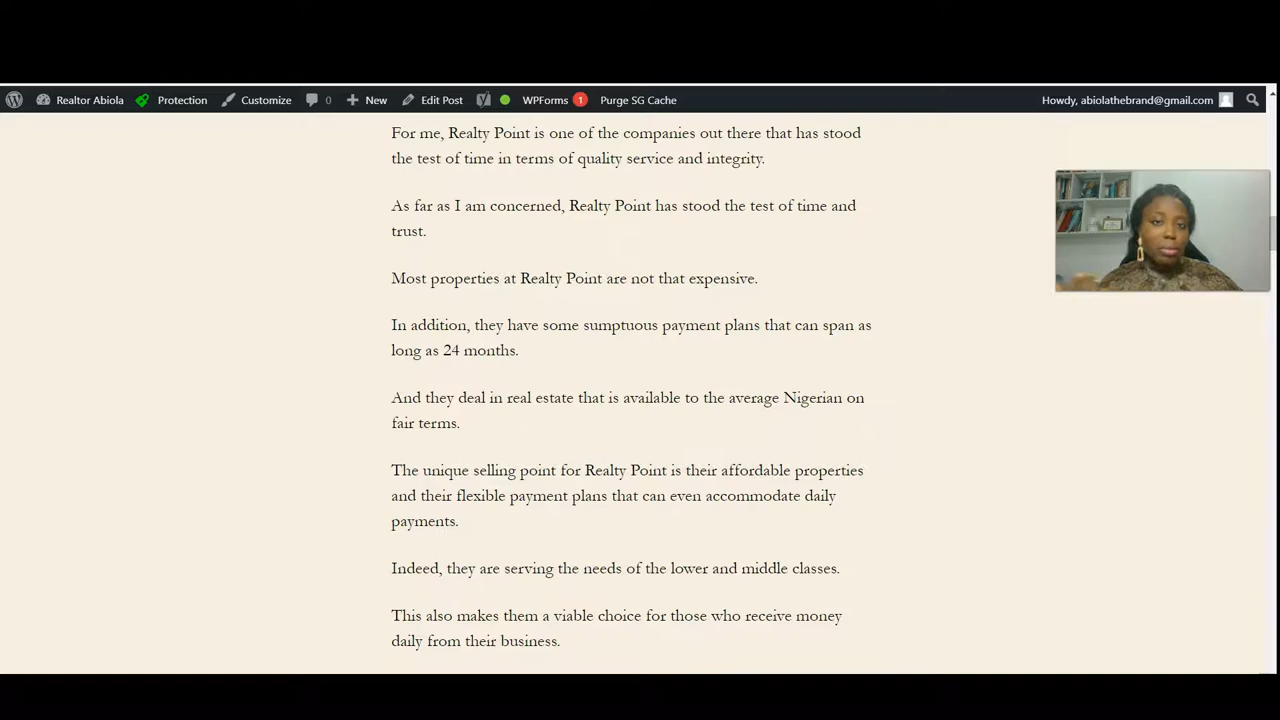 Realtor Abiola Protection Customize 0 New Edit Post WPForms 1 Purge SG Cache Howdy, abiolathebrand@gmail.com
For me, Realty Point is one of the companies out there that has stood
the test of time in terms of quality service and integrity.
As far as I am concerned, Realty Point has stood the test of time and
trust.
Most properties at Realty Point are not that expensive.
In addition, they have some sumptuous payment plans that can span as
long as 24 months.
And they deal in real estate that is available to the average Nigerian on
fair terms.
The unique selling point for Realty Point is their affordable properties
and their flexible payment plans that can even accommodate daily
payments.
Indeed, they are serving the needs of the lower and middle classes.
This also makes them a viable choice for those who receive money
daily from their business.